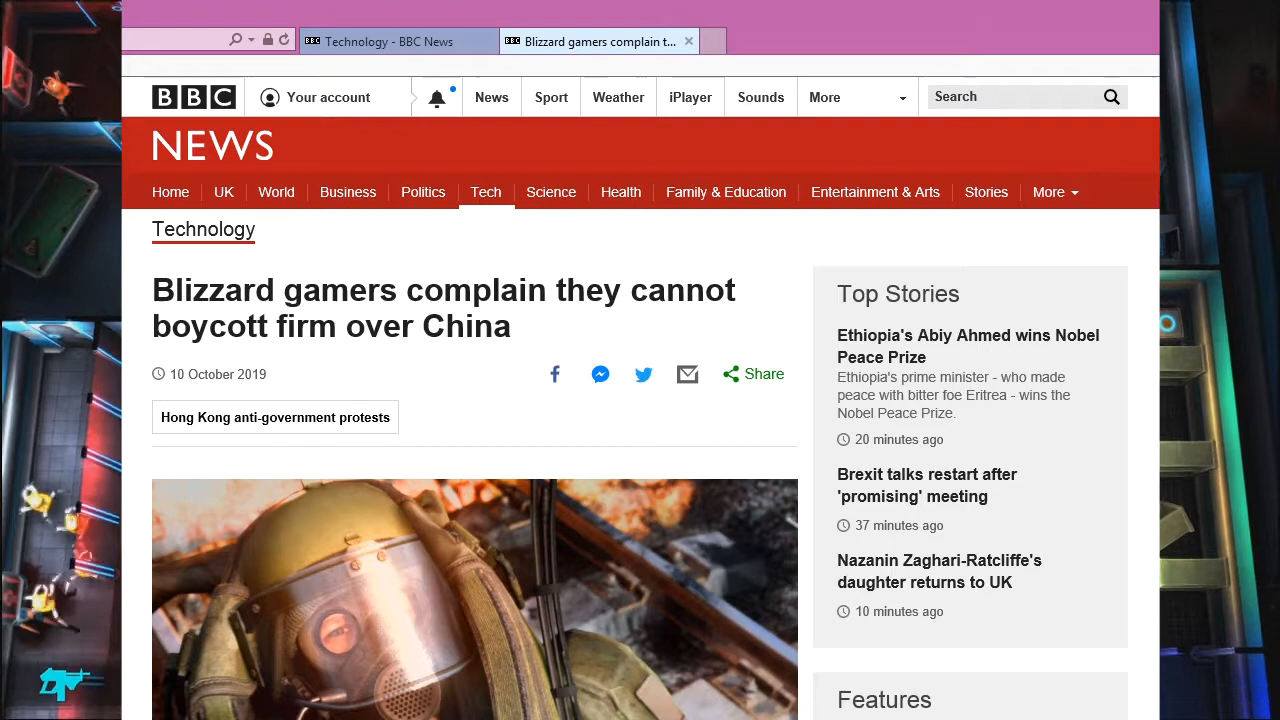 BBC Technology - BBC News
BBC Blizzard gamers complain t...
BBC
Your account
News
Sport
Weather
iPlayer
Sounds
More
Search
NEWS
Home
UK
World
Business
Politics
Tech
Science
Health
Family & Education
Entertainment & Arts
Stories
More
Technology
Blizzard gamers complain they cannot
boycott firm over China
10 October 2019
Share
Hong Kong anti-government protests
Top Stories
Ethiopia's Abiy Ahmed wins Nobel
Peace Prize
Ethiopia's prime minister - who made
peace with bitter foe Eritrea - wins the
Nobel Peace Prize.
20 minutes ago
Brexit talks restart after
'promising' meeting
37 minutes ago
Nazanin Zaghari-Ratcliffe's
daughter returns to UK
10 minutes ago
Features